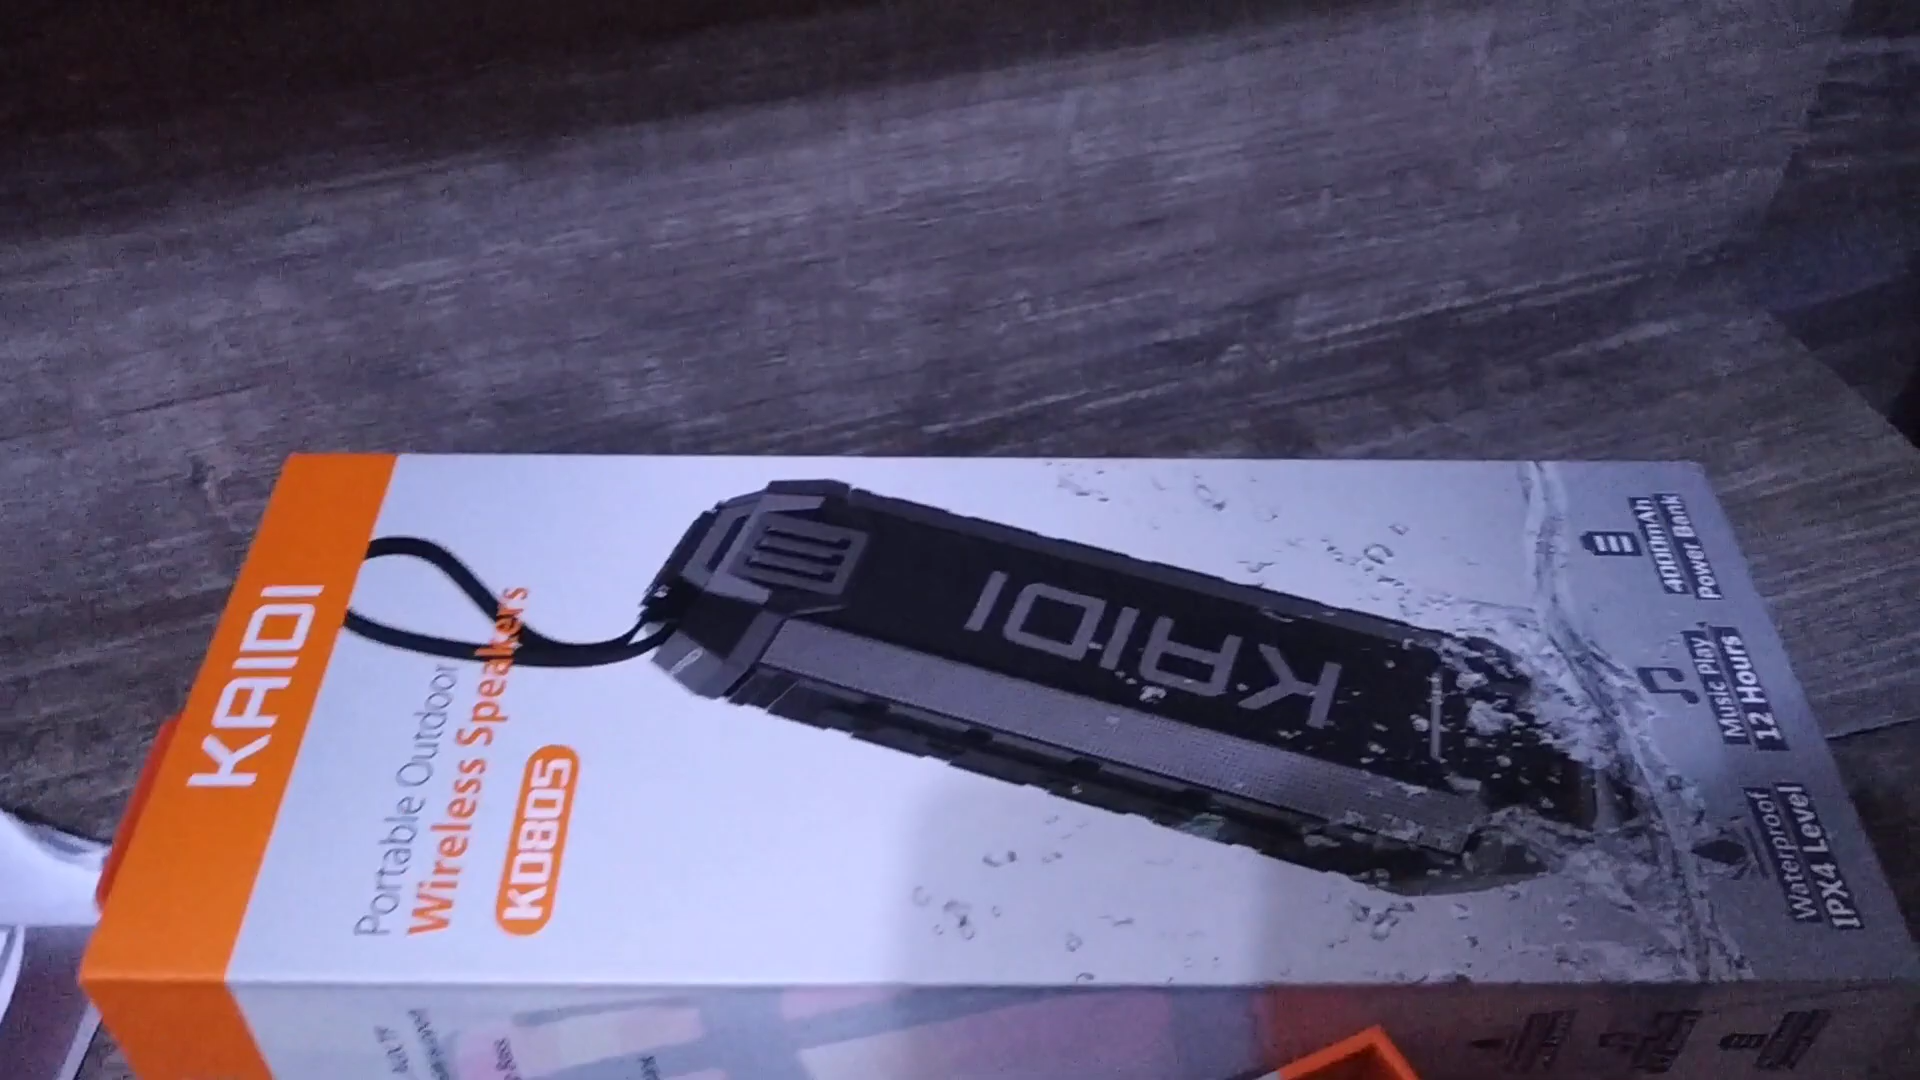 KAIDI
Portable Outdoor
Wireless Speakers
KD805
KAIDI
4000mAh
Power Bank
Music Play
12 Hours
Waterproof
IPX4 Level